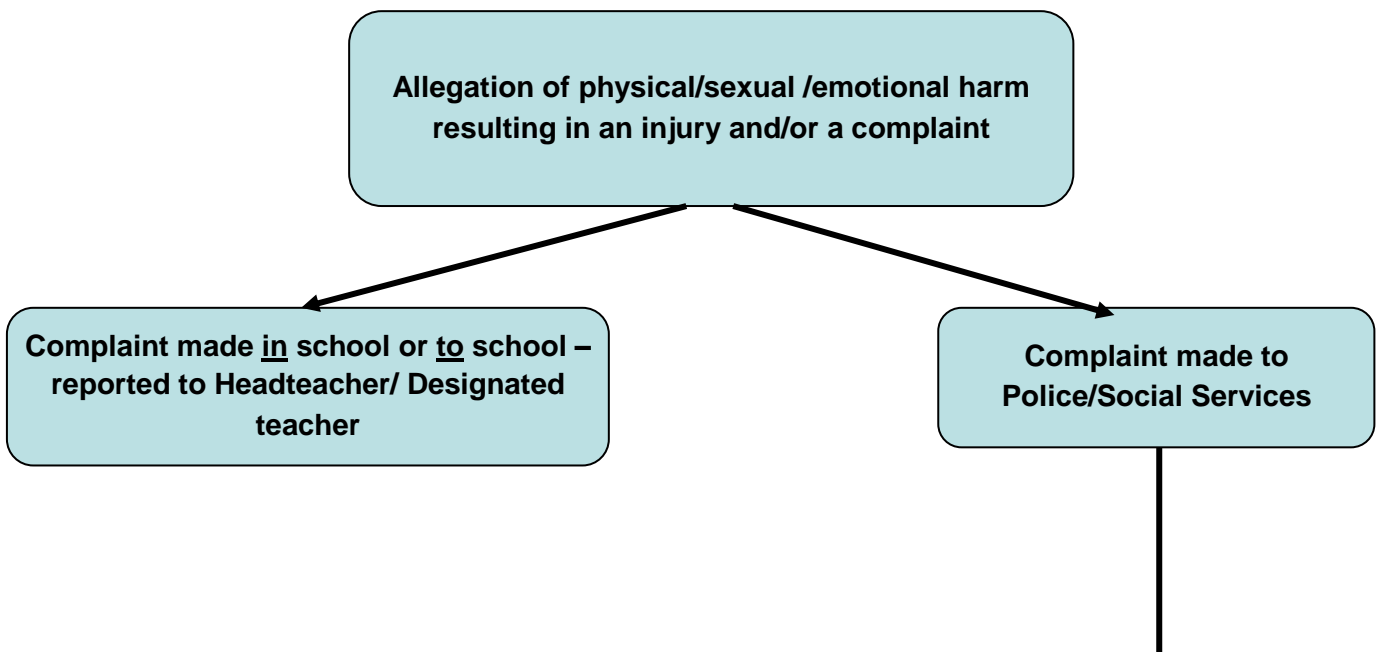 Allegation of physical/sexual /emotional harm
resulting in an injury and/or a complaint
Complaint made in school or to school –
reported to Headteacher/ Designated
teacher
Complaint made to
Police/Social Services